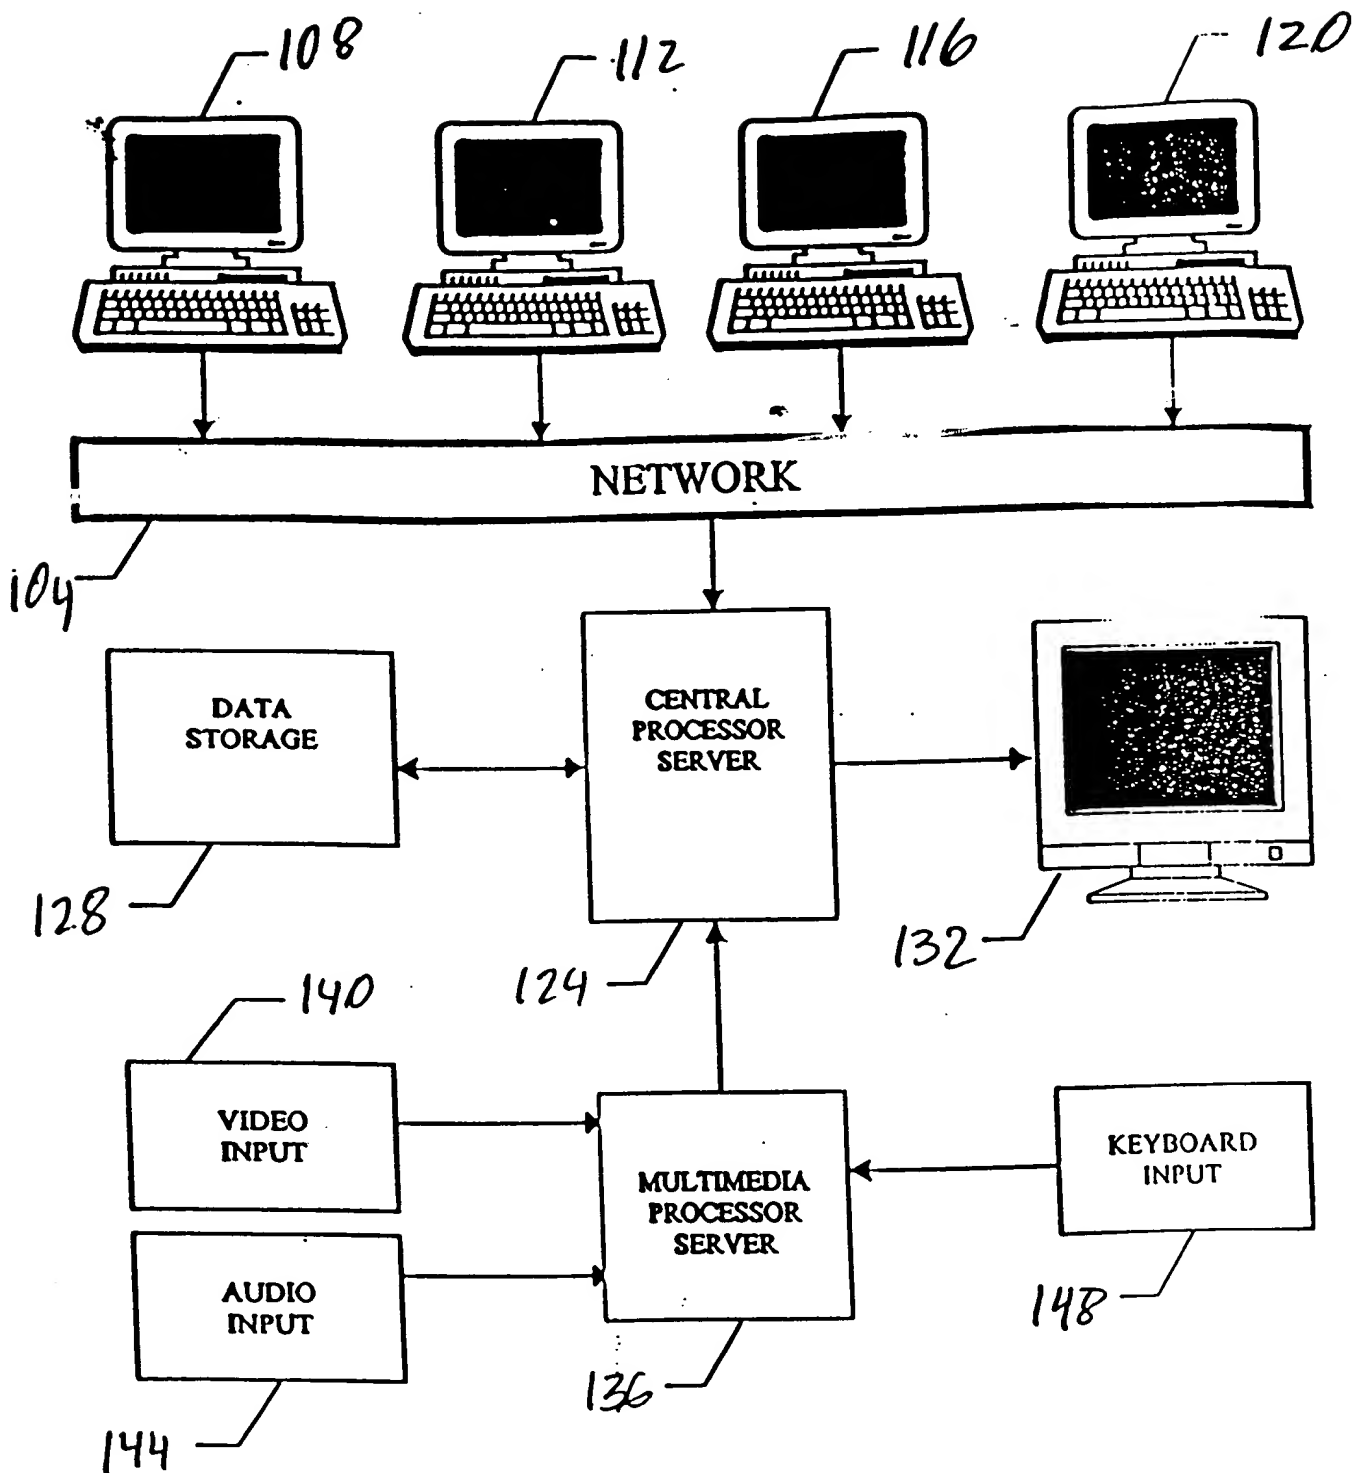 108
112
116
120
NETWORK
104
DATA
STORAGE
CENTRAL
PROCESSOR
SERVER
128
124
132
140
VIDEO
INPUT
MULTIMEDIA
PROCESSOR
SERVER
KEYBOARD
INPUT
AUDIO
INPUT
148
136
144